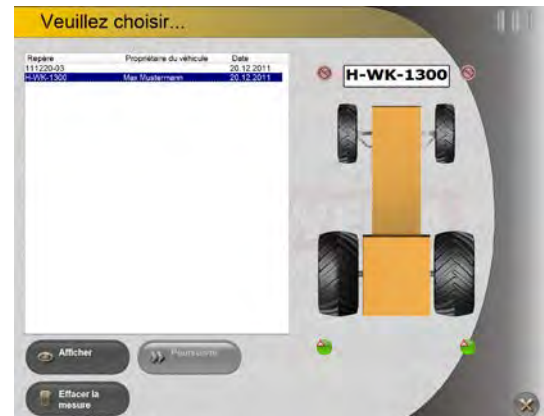 Veuillez choisir...
Repère Propriétaire du véhicule Date
111220-03 20.12.2011
H-WK-1300 Max Mustermann 20.12.2011
H-WK-1300
Afficher
Poursuivre
Effacer la
mesure